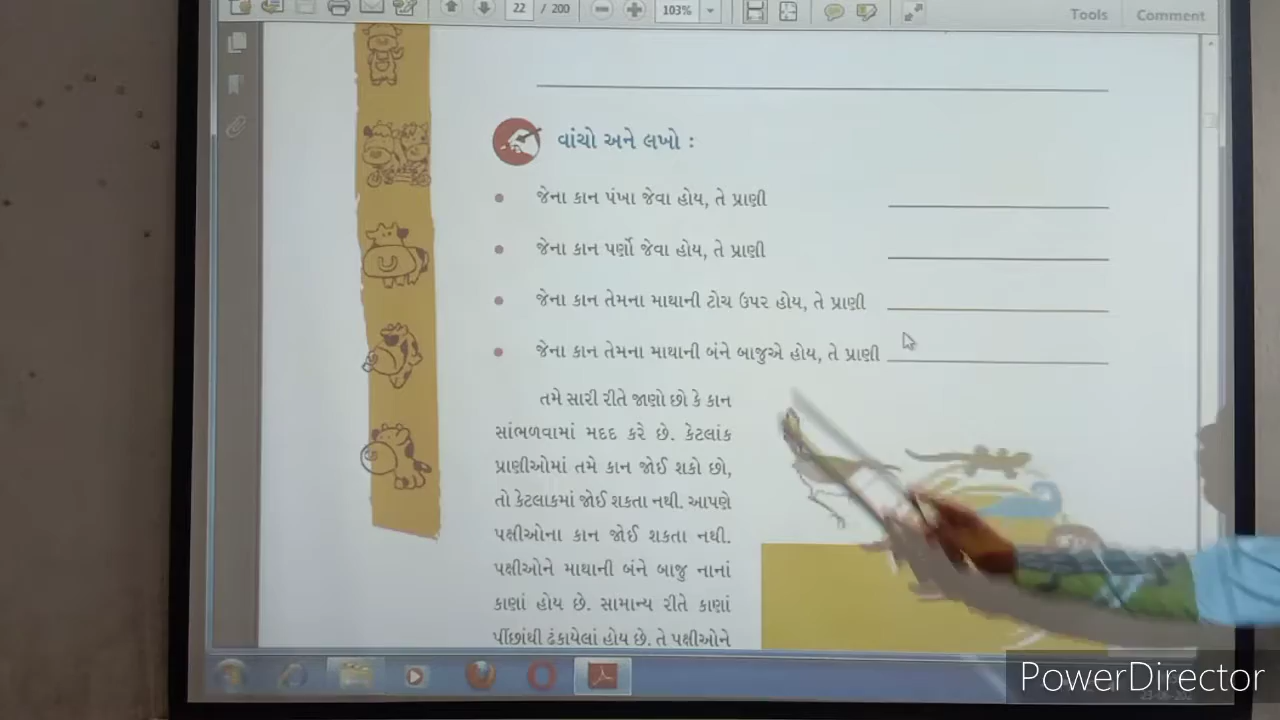 22 / 200
103%
Tools
Comment
વાંચો અને લખો :
જેના કાન પંખા જેવા હોય, તે પ્રાણી
જેના કાન પર્ણો જેવા હોય, તે પ્રાણી
જેના કાન તેમના માથાની ટોચ ઉપર હોય, તે પ્રાણી
જેના કાન તેમના માથાની બંને બાજુએ હોય, તે પ્રાણી
તમે સારી રીતે જાણો છો કે કાન
સાંભળવામાં મદદ કરે છે. કેટલાંક
પ્રાણીઓમાં તમે કાન જોઈ શકો છો,
તો કેટલાકમાં જોઈ શકતા નથી. આપણે
પક્ષીઓના કાન જોઈ શકતા નથી.
પક્ષીઓને માથાની બંને બાજુ નાનાં
કાણાં હોય છે. સામાન્ય રીતે કાણાં
પીંછાંથી ઢંકાયેલાં હોય છે. તે પક્ષીઓને
PowerDirector